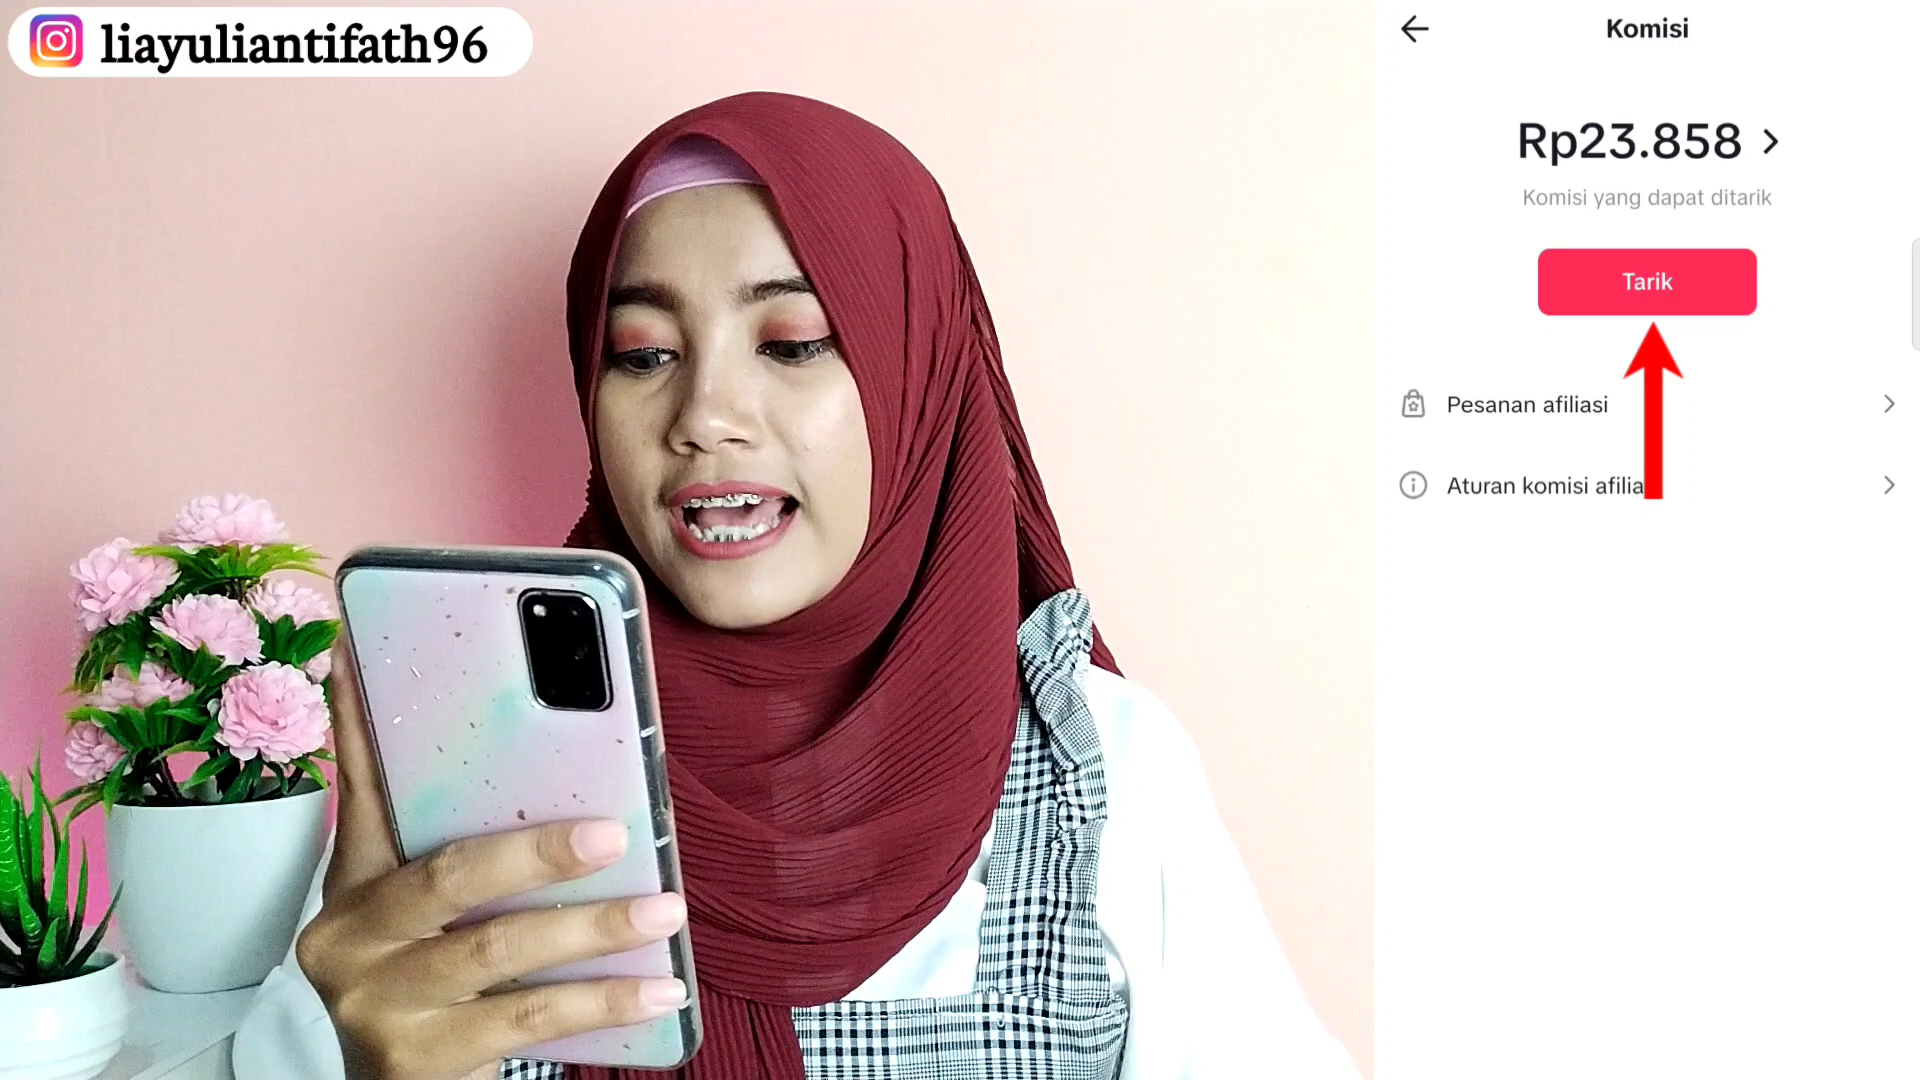 liayuliantifath96
Komisi
Rp23.858
Komisi yang dapat ditarik
Tarik
Pesanan afiliasi
Aturan komisi afilia